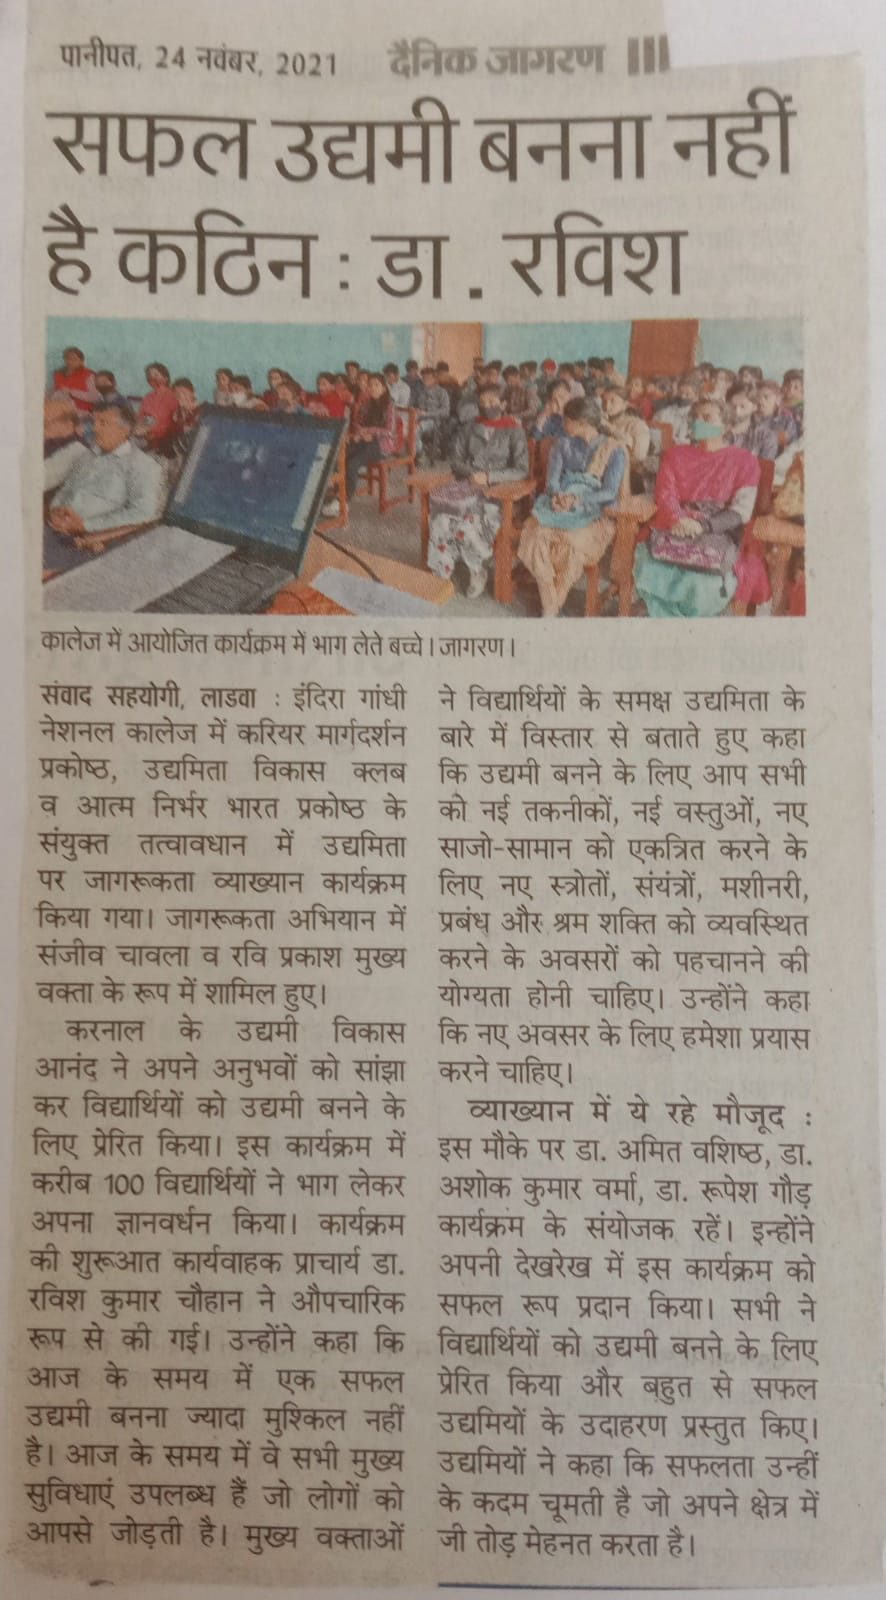 पानीपत, 24 नवंबर, 2021 दैनिक जागरण
सफल उद्यमी बनना नहीं
है कठिन : डा . रविश
कालेज में आयोजित कार्यक्रम में भाग लेते बच्चे। जागरण।
संवाद सहयोगी, लाडवा : इंदिरा गांधी
नेशनल कालेज में करियर मार्गदर्शन
प्रकोष्ठ, उद्यमिता विकास क्लब
व आत्म निर्भर भारत प्रकोष्ठ के
संयुक्त तत्वावधान में उद्यमिता
पर जागरूकता व्याख्यान कार्यक्रम
किया गया। जागरूकता अभियान में
संजीव चावला व रवि प्रकाश मुख्य
वक्ता के रूप में शामिल हुए।
करनाल के उद्यमी विकास
आनंद ने अपने अनुभवों को सांझा
कर विद्यार्थियों को उद्यमी बनने के
लिए प्रेरित किया। इस कार्यक्रम में
करीब 100 विद्यार्थियों ने भाग लेकर
अपना ज्ञानवर्धन किया। कार्यक्रम
की शुरूआत कार्यवाहक प्राचार्य डा.
रविश कुमार चौहान ने औपचारिक
रूप से की गई। उन्होंने कहा कि
आज के समय में एक सफल
उद्यमी बनना ज्यादा मुश्किल नहीं
है। आज के समय में वे सभी मुख्य
सुविधाएं उपलब्ध हैं जो लोगों को
आपसे जोड़ती है। मुख्य वक्ताओं
ने विद्यार्थियों के समक्ष उद्यमिता के
बारे में विस्तार से बताते हुए कहा
कि उद्यमी बनने के लिए आप सभी
को नई तकनीकों, नई वस्तुओं, नए
साजो-सामान को एकत्रित करने के
लिए नए स्त्रोतों, संयंत्रों, मशीनरी,
प्रबंध और श्रम शक्ति को व्यवस्थित
करने के अवसरों को पहचानने की
योग्यता होनी चाहिए। उन्होंने कहा
कि नए अवसर के लिए हमेशा प्रयास
करने चाहिए।
व्याख्यान में ये रहे मौजूद :
इस मौके पर डा. अमित वशिष्ठ, डा.
अशोक कुमार वर्मा, डा. रूपेश गौड़
कार्यक्रम के संयोजक रहें। इन्होंने
अपनी देखरेख में इस कार्यक्रम को
सफल रूप प्रदान किया। सभी ने
विद्यार्थियों को उद्यमी बनने के लिए
प्रेरित किया और बहुत से सफल
उद्यमियों के उदाहरण प्रस्तुत किए।
उद्यमियों ने कहा कि सफलता उन्हीं
के कदम चूमती है जो अपने क्षेत्र में
जी तोड़ मेहनत करता है।